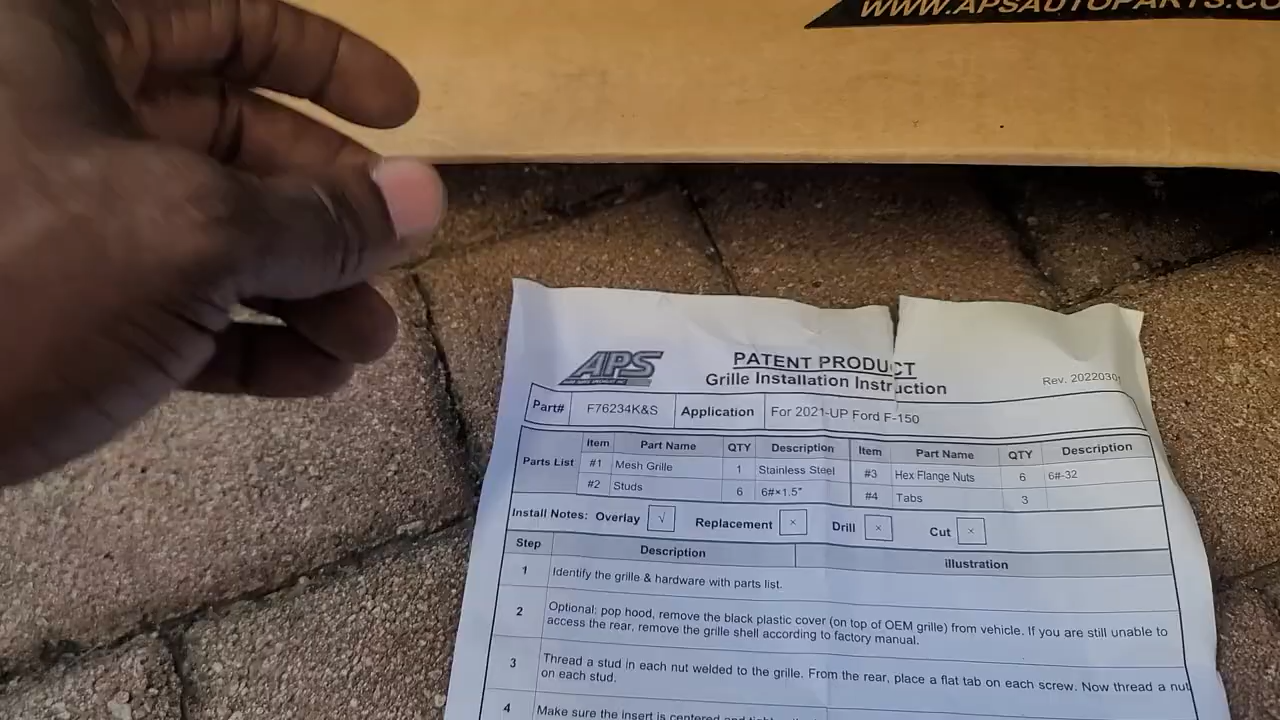 WWW.APSAUTOPARTS.CO
APS
PATENT PRODUCT
Grille Installation Instruction
Rev. 2022030
Part# F76234K&S Application For 2021-UP Ford F-150
Parts List Item Part Name QTY Description Item Part Name QTY Description
#1 Mesh Grille 1 Stainless Steel #3 Hex Flange Nuts 6 6#-32
#2 Studs 6 6#×1.5" #4 Tabs 3
Install Notes: Overlay √ Replacement × Drill × Cut ×
Step Description illustration
1 Identify the grille & hardware with parts list.
2 Optional: pop hood, remove the black plastic cover (on top of OEM grille) from vehicle. If you are still unable to
access the rear, remove the grille shell according to factory manual.
3 Thread a stud in each nut welded to the grille. From the rear, place a flat tab on each screw. Now thread a nut
on each stud.
4 Make sure the insert is centered and